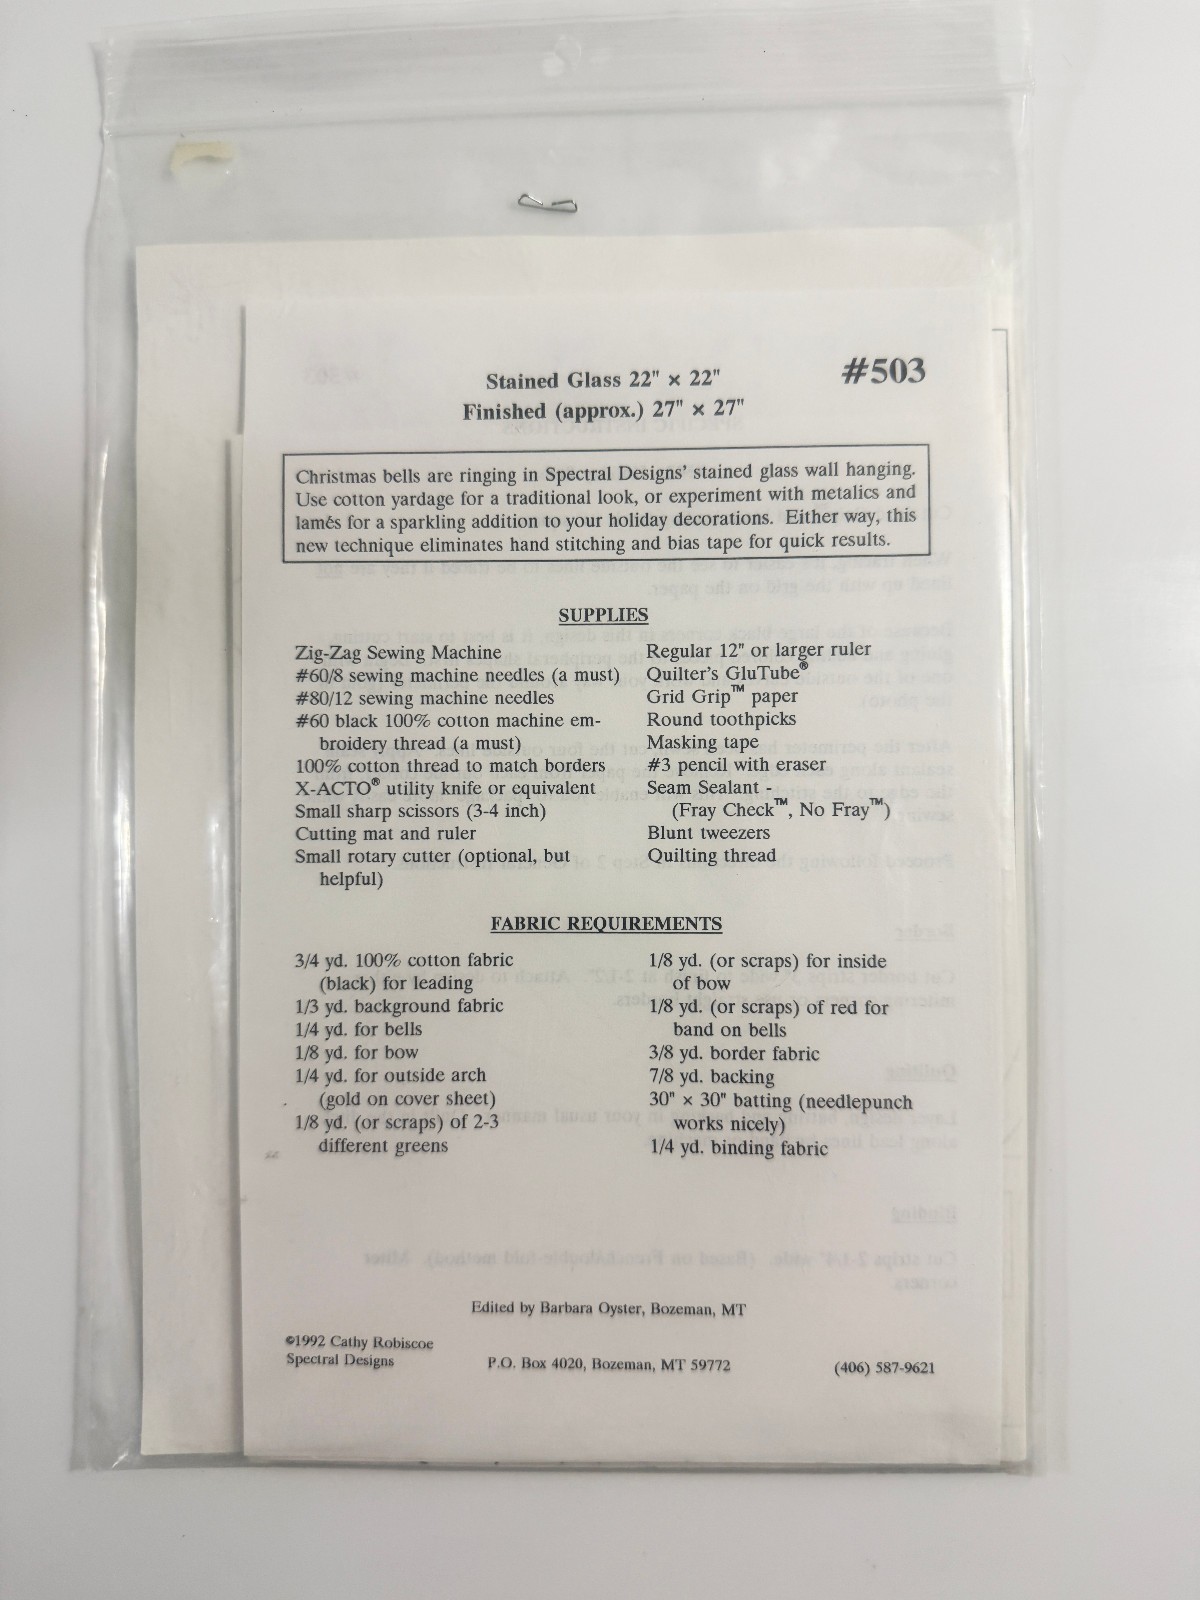 #503
Stained Glass 22" × 22"
Finished (approx.) 27" × 27"
Christmas bells are ringing in Spectral Designs' stained glass wall hanging.
Use cotton yardage for a traditional look, or experiment with metalics and
lamés for a sparkling addition to your holiday decorations. Either way, this
new technique eliminates hand stitching and bias tape for quick results.
SUPPLIES
Zig-Zag Sewing Machine
#60/8 sewing machine needles (a must)
#80/12 sewing machine needles
#60 black 100% cotton machine em-
broidery thread (a must)
100% cotton thread to match borders
X-ACTO® utility knife or equivalent
Small sharp scissors (3-4 inch)
Cutting mat and ruler
Small rotary cutter (optional, but
helpful)
Regular 12" or larger ruler
Quilter's GluTube®
Grid Grip™ paper
Round toothpicks
Masking tape
#3 pencil with eraser
Seam Sealant -
(Fray Check™, No Fray™)
Blunt tweezers
Quilting thread
FABRIC REQUIREMENTS
3/4 yd. 100% cotton fabric
(black) for leading
1/3 yd. background fabric
1/4 yd. for bells
1/8 yd. for bow
1/4 yd. for outside arch
(gold on cover sheet)
1/8 yd. (or scraps) of 2-3
different greens
1/8 yd. (or scraps) for inside
of bow
1/8 yd. (or scraps) of red for
band on bells
3/8 yd. border fabric
7/8 yd. backing
30" × 30" batting (needlepunch
works nicely)
1/4 yd. binding fabric
Edited by Barbara Oyster, Bozeman, MT
©1992 Cathy Robiscoe
Spectral Designs
P.O. Box 4020, Bozeman, MT 59772
(406) 587-9621